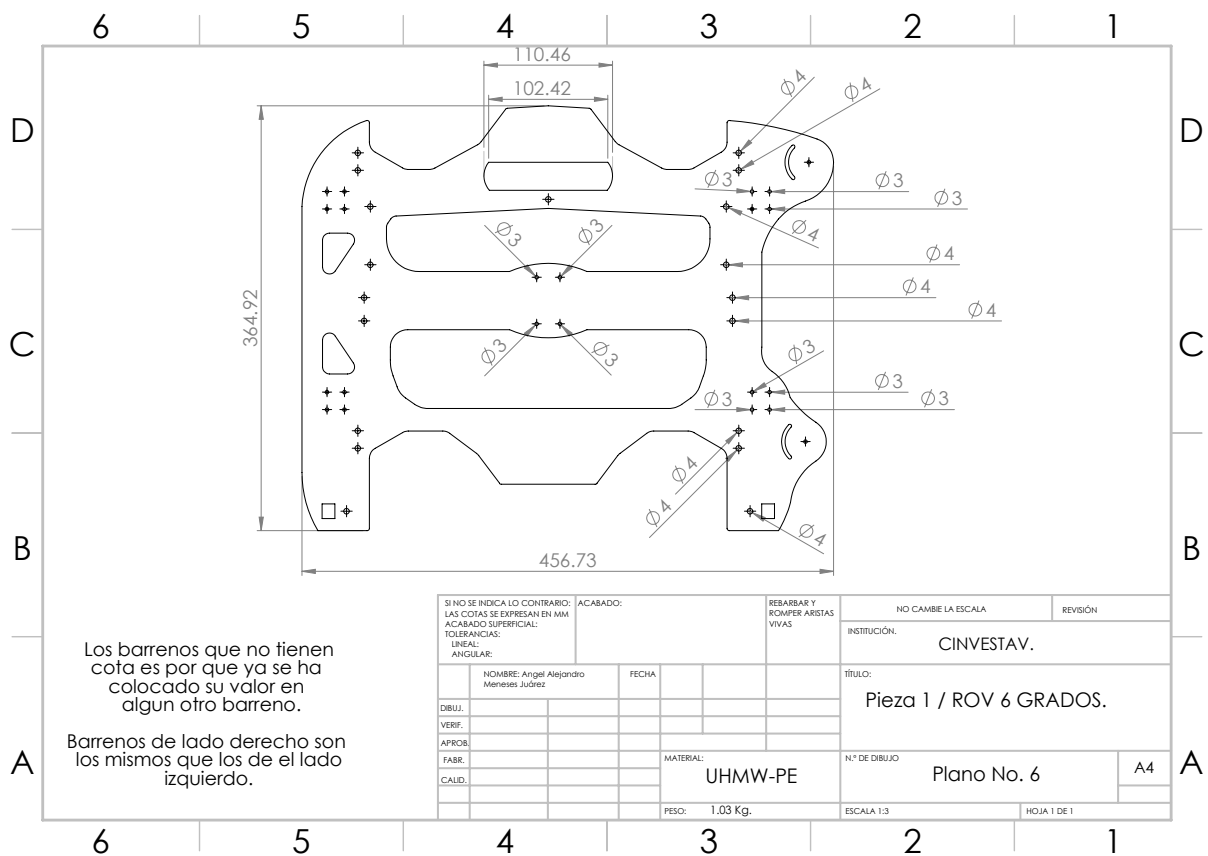 6 5 4 3 2 1
110.46
102.42
Ø4
Ø4
D D
Ø3 Ø3
Ø3
Ø3 Ø3 Ø4
Ø4
Ø4
364.92
Ø4
C C
Ø3 Ø3 Ø3
Ø3
Ø3 Ø3
Ø4
Ø4
Ø4
B B
456.73
SI NO SE INDICA LO CONTRARIO:
LAS COTAS SE EXPRESAN EN MM
ACABADO SUPERFICIAL:
TOLERANCIAS:
LINEAL:
ANGULAR:
ACABADO:
REBARBAR Y
ROMPER ARISTAS
VIVAS
NO CAMBIE LA ESCALA
REVISIÓN
INSTITUCIÓN.
CINVESTAV.
NOMBRE: Angel Alejandro
Meneses Juárez
FECHA
TÍTULO:
Pieza 1 / ROV 6 GRADOS.
DIBUJ.
VERIF.
APROB.
FABR.
CALID.
MATERIAL:
UHMW-PE
N.º DE DIBUJO
Plano No. 6
A4
PESO: 1.03 Kg.
ESCALA 1:3
HOJA 1 DE 1
Los barrenos que no tienen
cota es por que ya se ha
colocado su valor en
algun otro barreno.
Barrenos de lado derecho son
los mismos que los de el lado
izquierdo.
A A
6 5 4 3 2 1